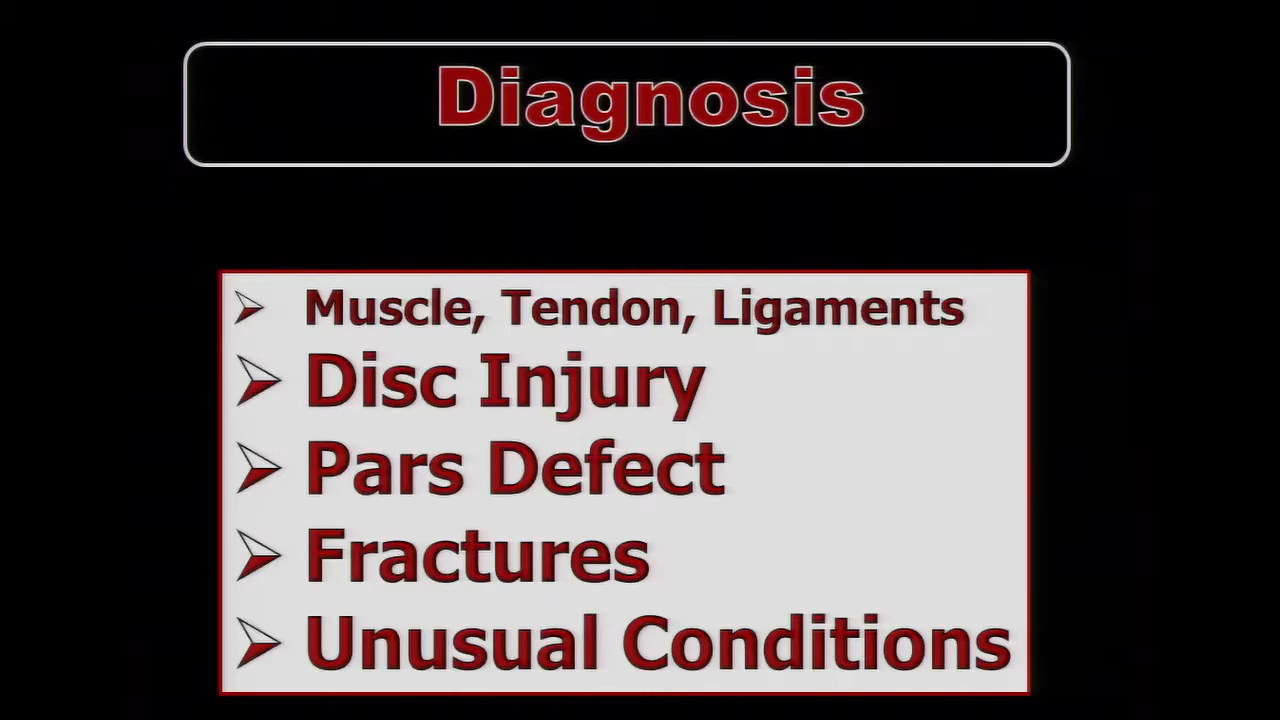 Diagnosis
Muscle, Tendon, Ligaments
Disc Injury
Pars Defect
Fractures
Unusual Conditions